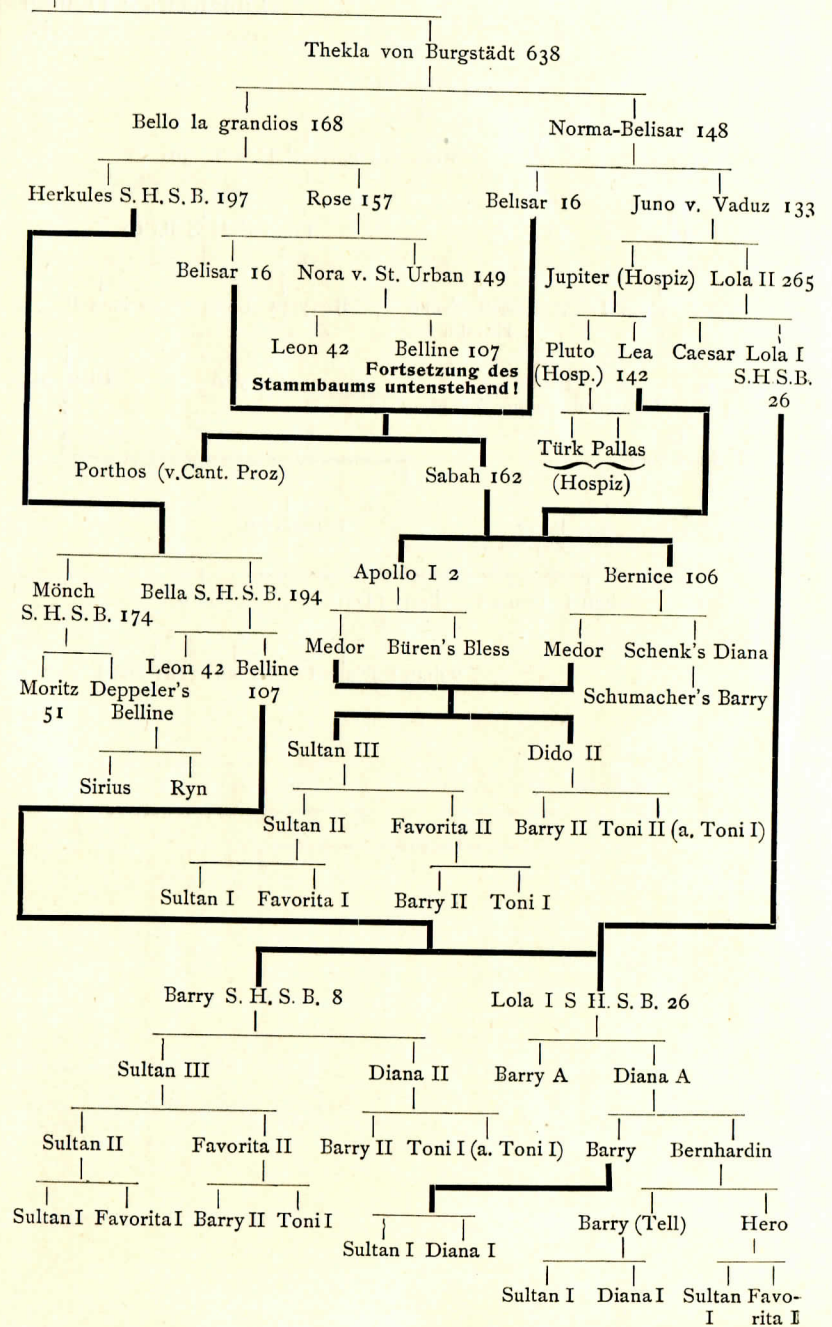 Thekla von Burgstädt 638
Bello la grandios 168
Norma-Belisar 148
Herkules S. H. S. B. 197
Rose 157
Belisar 16
Juno v. Vaduz 133
Belisar 16
Nora v. St. Urban 149
Jupiter (Hospiz)
Lola II 265
Leon 42
Belline 107
Pluto
(Hosp.)
Lea
142
Caesar
Lola I
S.H.S.B.
26
Fortsetzung des
Stammbaums untenstehend!
Türk Pallas
(Hospiz)
Porthos (v.Cant. Proz)
Sabah 162
Mönch
S. H. S. B. 174
Bella S. H. S. B. 194
Apollo I 2
Bernice 106
Moritz
51
Deppeler's
Belline
Leon 42
Belline
107
Medor
Büren's Bless
Medor
Schenk's Diana
Schumacher's Barry
Sirius
Ryn
Sultan III
Dido II
Sultan II
Favorita II
Barry II
Toni II (a. Toni I)
Sultan I
Favorita I
Barry II
Toni I
Barry S. H. S. B. 8
Lola I S H. S. B. 26
Sultan III
Diana II
Barry A
Diana A
Sultan II
Favorita II
Barry II
Toni I (a. Toni I)
Barry
Bernhardin
Sultan I
Favorita I
Barry II
Toni I
Sultan I
Diana I
Barry (Tell)
Hero
Sultan I
Diana I
Sultan
I
Favo-
rita I